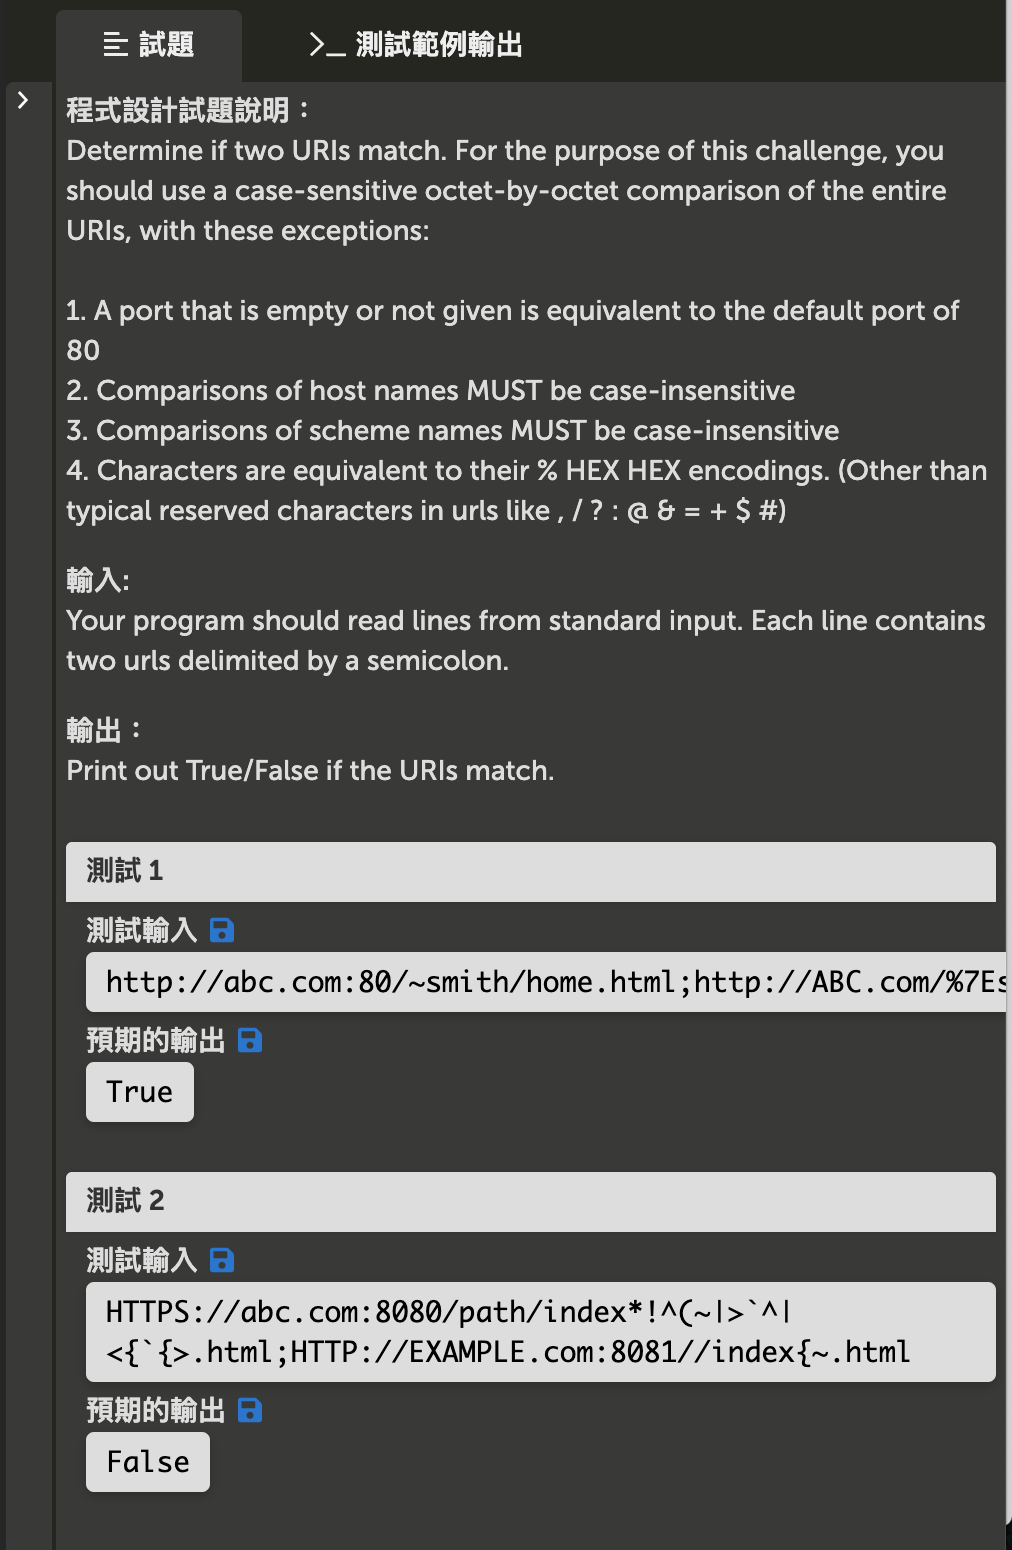 試題
>_ 測試範例輸出
程式設計試題說明：
Determine if two URIs match. For the purpose of this challenge, you
should use a case-sensitive octet-by-octet comparison of the entire
URIs, with these exceptions:
1. A port that is empty or not given is equivalent to the default port of
80
2. Comparisons of host names MUST be case-insensitive
3. Comparisons of scheme names MUST be case-insensitive
4. Characters are equivalent to their % HEX HEX encodings. (Other than
typical reserved characters in urls like , / ? : @ & = + $ #)
輸入:
Your program should read lines from standard input. Each line contains
two urls delimited by a semicolon.
輸出：
Print out True/False if the URIs match.
測試 1
測試輸入
http://abc.com:80/~smith/home.html;http://ABC.com/%7Es
預期的輸出
True
測試 2
測試輸入
HTTPS://abc.com:8080/path/index*!^(~|>`^|
<{`{>.html;HTTP://EXAMPLE.com:8081//index{~.html
預期的輸出
False